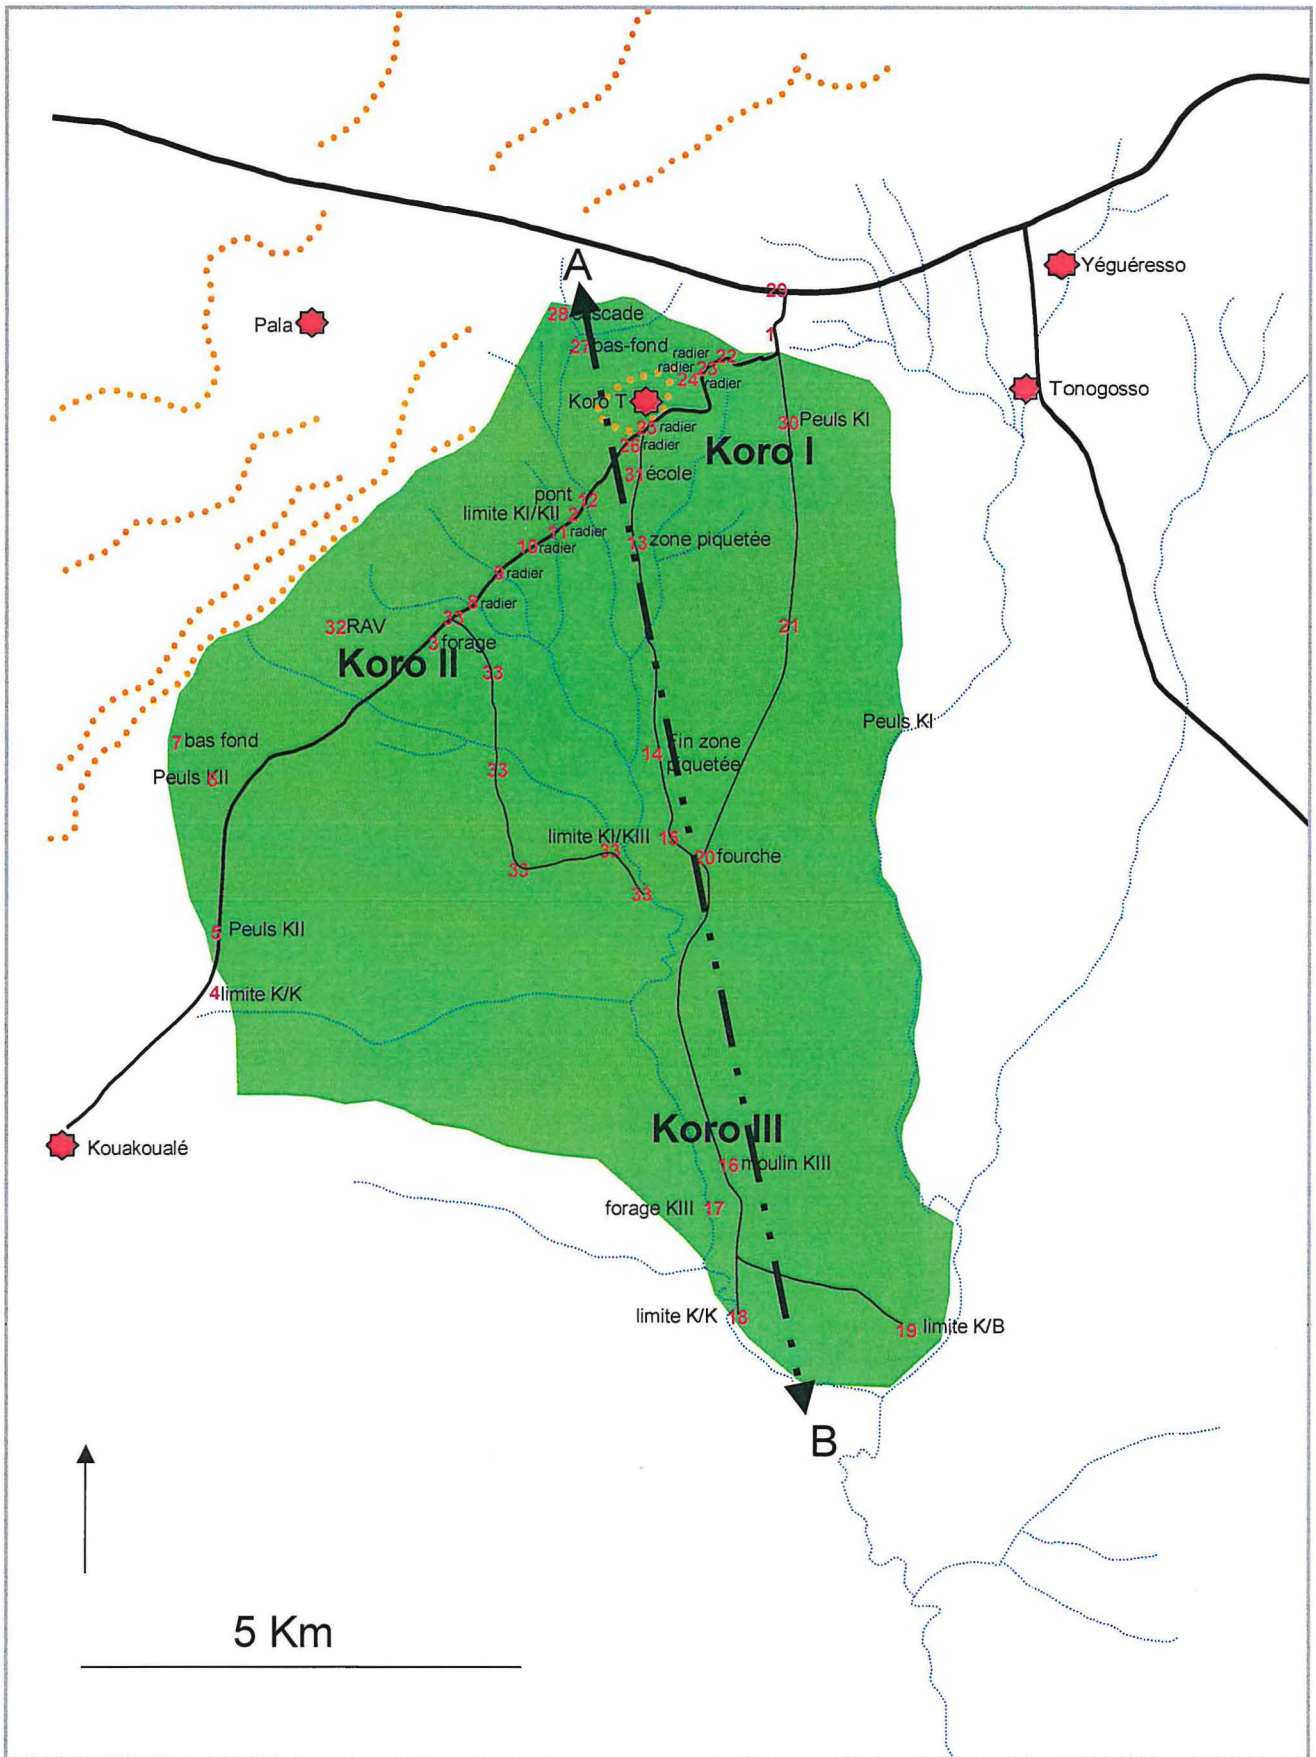 A
Yéguéresso
29
28 cascade
Pala
1
27 bas-fond
radier 22
radier 23
24 radier
Tonogosso
Koro T
30 Peuls KI
25 radier
26 radier
Koro I
31 école
pont 12
limite KI/KII 2
11 radier
13 zone piquetée
10 radier
9 radier
8 radier
33
32 RAV
21
3 forage
Koro II
33
Peuls KI
7 bas fond
14 Fin zone
piquetée
33
Peuls KII
6
limite KI/KIII 15
33
20 fourche
33
33
5 Peuls KII
4 limite K/K
Koro III
Kouakoualé
16 moulin KIII
forage KIII 17
limite K/K 18
19 limite K/B
B
5 Km